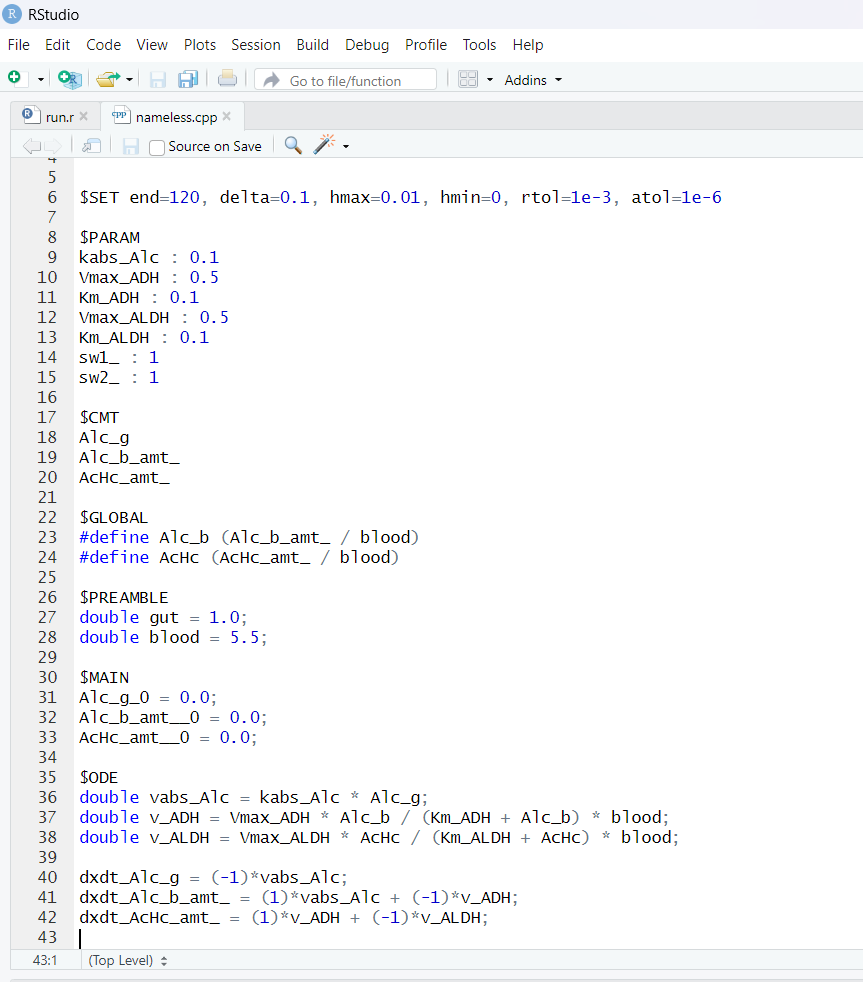 RStudio
File Edit Code View Plots Session Build Debug Profile Tools Help
Go to file/function Addins
run.r nameless.cpp
Source on Save
4
5
6 $SET end=120, delta=0.1, hmax=0.01, hmin=0, rtol=1e-3, atol=1e-6
7
8 $PARAM
9 kabs_Alc : 0.1
10 Vmax_ADH : 0.5
11 Km_ADH : 0.1
12 Vmax_ALDH : 0.5
13 Km_ALDH : 0.1
14 sw1_ : 1
15 sw2_ : 1
16
17 $CMT
18 Alc_g
19 Alc_b_amt_
20 AcHc_amt_
21
22 $GLOBAL
23 #define Alc_b (Alc_b_amt_ / blood)
24 #define AcHc (AcHc_amt_ / blood)
25
26 $PREAMBLE
27 double gut = 1.0;
28 double blood = 5.5;
29
30 $MAIN
31 Alc_g_0 = 0.0;
32 Alc_b_amt__0 = 0.0;
33 AcHc_amt__0 = 0.0;
34
35 $ODE
36 double vabs_Alc = kabs_Alc * Alc_g;
37 double v_ADH = Vmax_ADH * Alc_b / (Km_ADH + Alc_b) * blood;
38 double v_ALDH = Vmax_ALDH * AcHc / (Km_ALDH + AcHc) * blood;
39
40 dxdt_Alc_g = (-1)*vabs_Alc;
41 dxdt_Alc_b_amt_ = (1)*vabs_Alc + (-1)*v_ADH;
42 dxdt_AcHc_amt_ = (1)*v_ADH + (-1)*v_ALDH;
43
43:1 (Top Level)